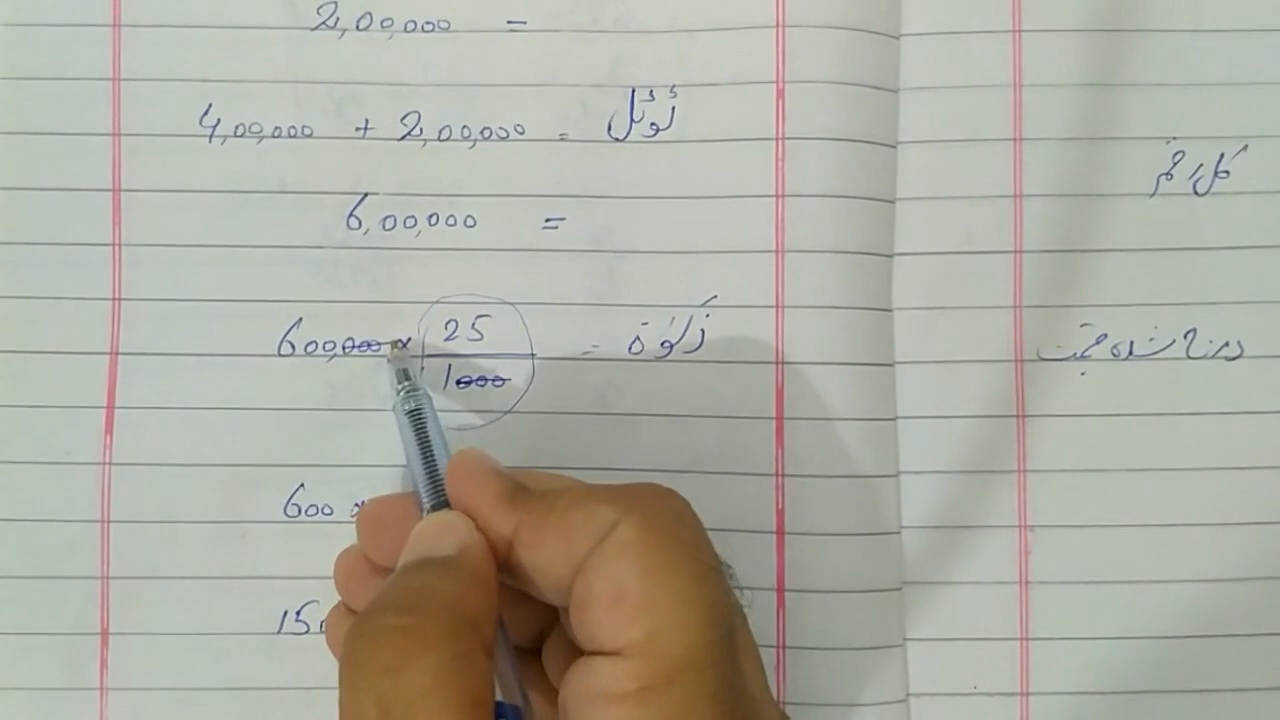 2,00,000 =
4,00,000 + 2,00,000 = ٹوٹل
6,00,000 =
600,000 × 25/1000 = زکوٰۃ
600 ×
15
کل رقم
درج شدہ قیمت